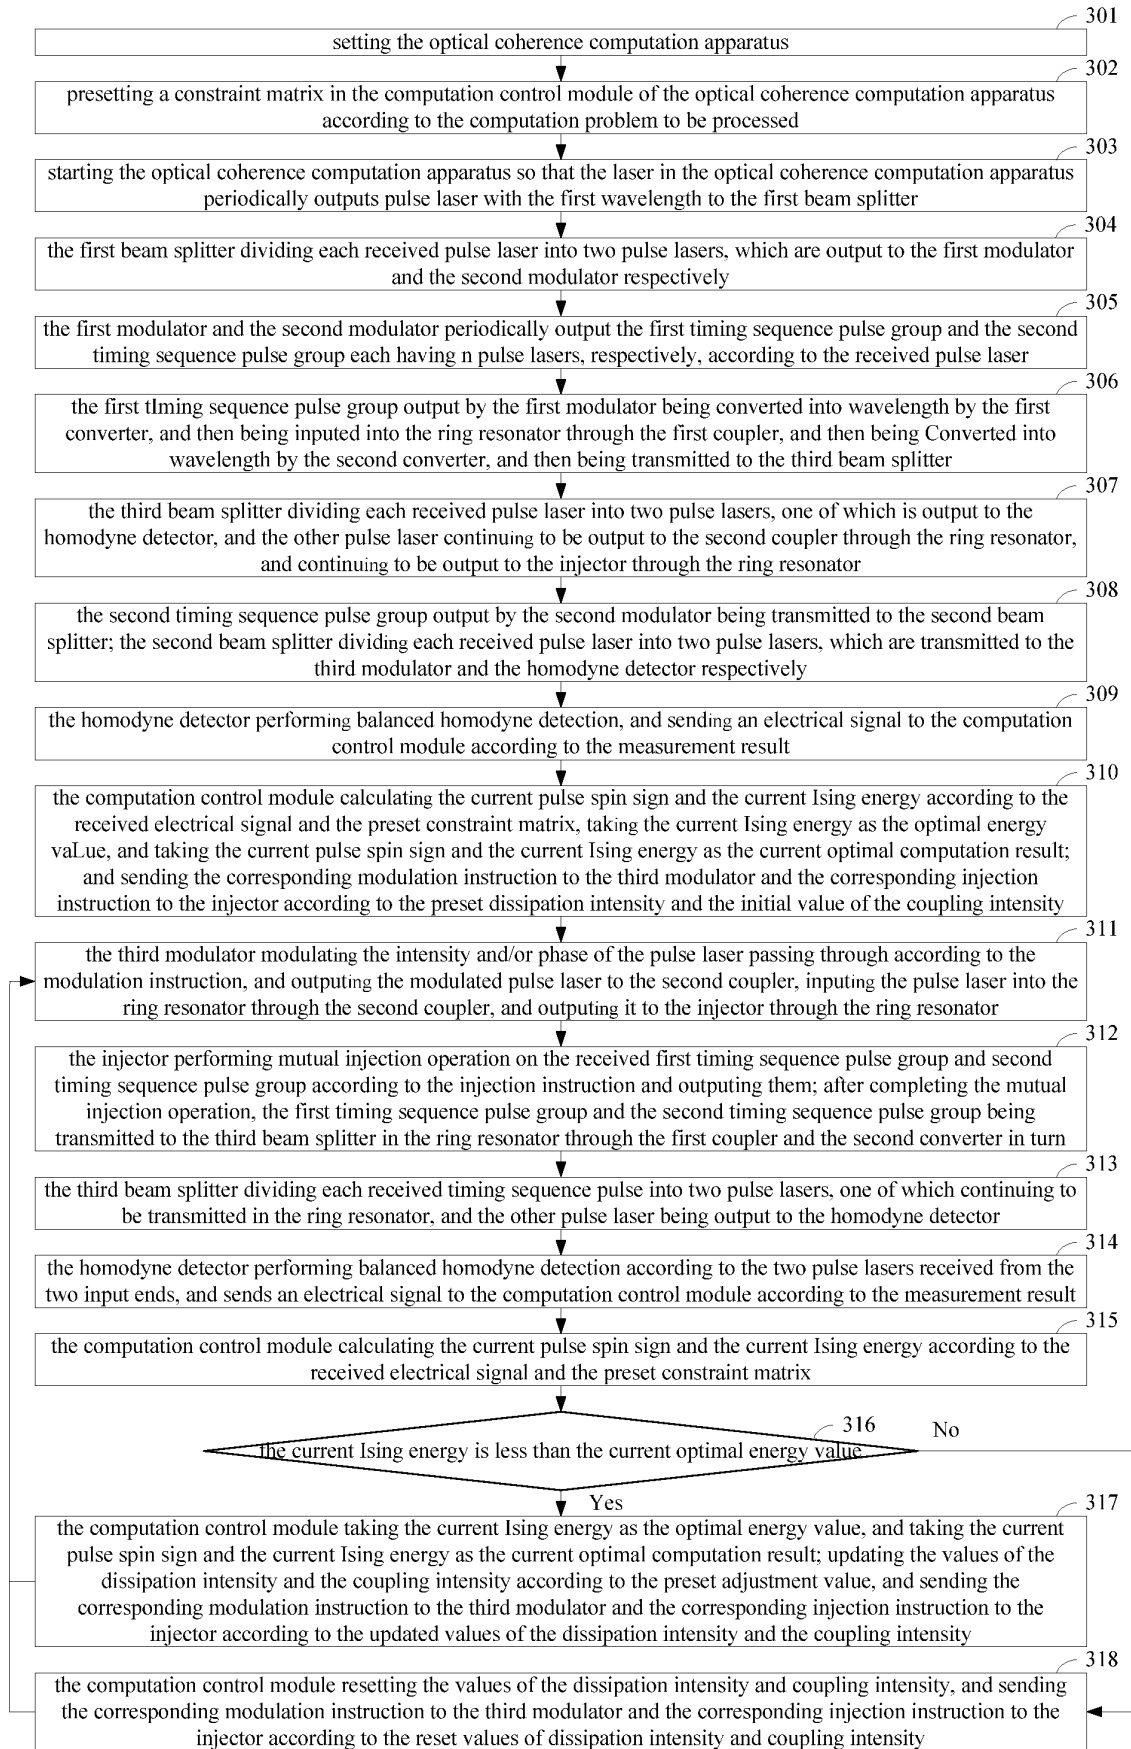 301
setting the optical coherence computation apparatus
302
presetting a constraint matrix in the computation control module of the optical coherence computation apparatus
according to the computation problem to be processed
303
starting the optical coherence computation apparatus so that the laser in the optical coherence computation apparatus
periodically outputs pulse laser with the first wavelength to the first beam splitter
304
the first beam splitter dividing each received pulse laser into two pulse lasers, which are output to the first modulator
and the second modulator respectively
305
the first modulator and the second modulator periodically output the first timing sequence pulse group and the second
timing sequence pulse group each having n pulse lasers, respectively, according to the received pulse laser
306
the first tIming sequence pulse group output by the first modulator being converted into wavelength by the first
converter, and then being inputed into the ring resonator through the first coupler, and then being Converted into
wavelength by the second converter, and then being transmitted to the third beam splitter
307
the third beam splitter dividing each received pulse laser into two pulse lasers, one of which is output to the
homodyne detector, and the other pulse laser continuing to be output to the second coupler through the ring resonator,
and continuing to be output to the injector through the ring resonator
308
the second timing sequence pulse group output by the second modulator being transmitted to the second beam
splitter; the second beam splitter dividing each received pulse laser into two pulse lasers, which are transmitted to the
third modulator and the homodyne detector respectively
309
the homodyne detector performing balanced homodyne detection, and sending an electrical signal to the computation
control module according to the measurement result
310
the computation control module calculating the current pulse spin sign and the current Ising energy according to the
received electrical signal and the preset constraint matrix, taking the current Ising energy as the optimal energy
vaLue, and taking the current pulse spin sign and the current Ising energy as the current optimal computation result;
and sending the corresponding modulation instruction to the third modulator and the corresponding injection
instruction to the injector according to the preset dissipation intensity and the initial value of the coupling intensity
311
the third modulator modulating the intensity and/or phase of the pulse laser passing through according to the
modulation instruction, and outputing the modulated pulse laser to the second coupler, inputing the pulse laser into the
ring resonator through the second coupler, and outputing it to the injector through the ring resonator
312
the injector performing mutual injection operation on the received first timing sequence pulse group and second
timing sequence pulse group according to the injection instruction and outputing them; after completing the mutual
injection operation, the first timing sequence pulse group and the second timing sequence pulse group being
transmitted to the third beam splitter in the ring resonator through the first coupler and the second converter in turn
313
the third beam splitter dividing each received timing sequence pulse into two pulse lasers, one of which continuing to
be transmitted in the ring resonator, and the other pulse laser being output to the homodyne detector
314
the homodyne detector performing balanced homodyne detection according to the two pulse lasers received from the
two input ends, and sends an electrical signal to the computation control module according to the measurement result
315
the computation control module calculating the current pulse spin sign and the current Ising energy according to the
received electrical signal and the preset constraint matrix
316
No
the current Ising energy is less than the current optimal energy value
Yes
317
the computation control module taking the current Ising energy as the optimal energy value, and taking the current
pulse spin sign and the current Ising energy as the current optimal computation result; updating the values of the
dissipation intensity and the coupling intensity according to the preset adjustment value, and sending the
corresponding modulation instruction to the third modulator and the corresponding injection instruction to the
injector according to the updated values of the dissipation intensity and the coupling intensity
318
the computation control module resetting the values of the dissipation intensity and coupling intensity, and sending
the corresponding modulation instruction to the third modulator and the corresponding injection instruction to the
injector according to the reset values of dissipation intensity and coupling intensity